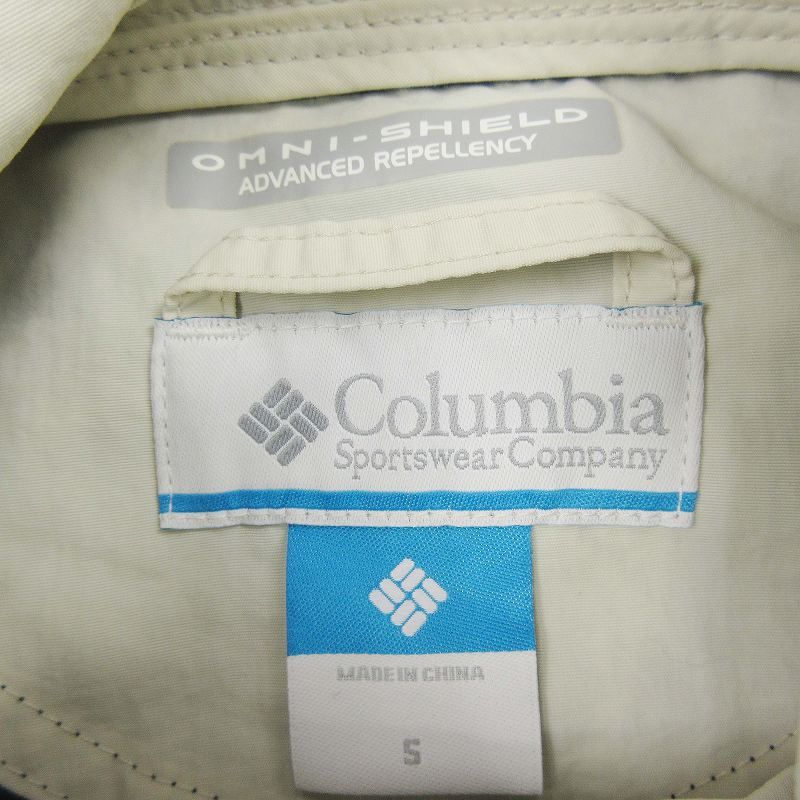 OMNI-SHIELD
ADVANCED REPELLENCY
Columbia
Sportswear Company
MADE IN CHINA
S